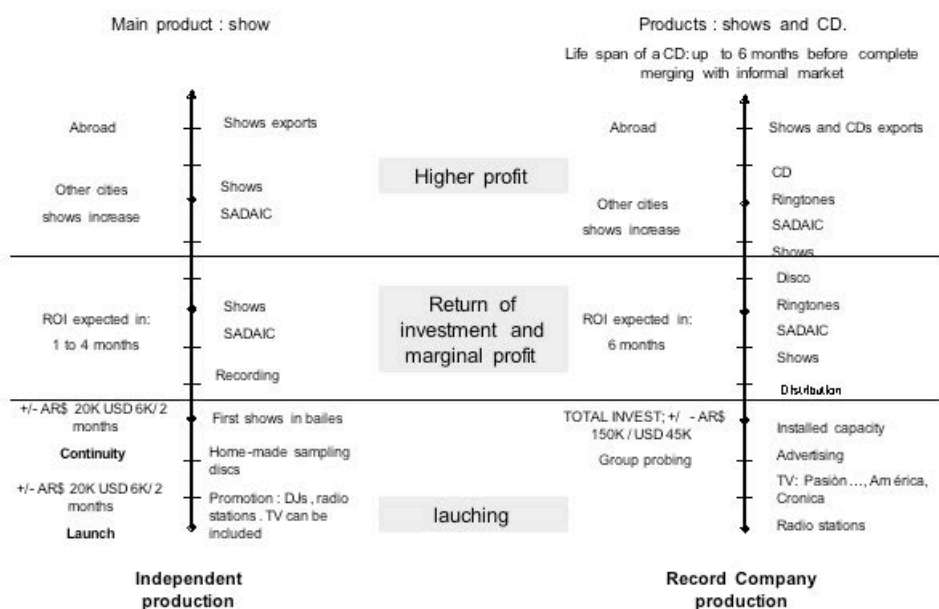 Main product : show
Products : shows and CD.
Life span of a CD: up to 6 months before complete
merging with informal market
Abroad
Shows exports
Higher profit
Other cities
shows increase
Shows
SADAIC
Abroad
Shows and CDs exports
CD
Ringtones
Other cities
shows increase
SADAIC
Shows
ROI expected in:
1 to 4 months
Shows
SADAIC
Recording
Return of
investment and
marginal profit
ROI expected in:
6 months
Disco
Ringtones
SADAIC
Shows
Distribution
+/- AR$ 20K USD 6K/ 2
months
Continuity
First shows in bailes
Home-made sampling
discs
+/- AR$ 20K USD 6K/ 2
months
Launch
Promotion : DJs , radio
stations . TV can be
included
lauching
TOTAL INVEST; +/ - AR$
150K / USD 45K
Group probing
Installed capacity
Advertising
TV: Pasiòn ..., América,
Cronica
Radio stations
Independent
production
Record Company
production